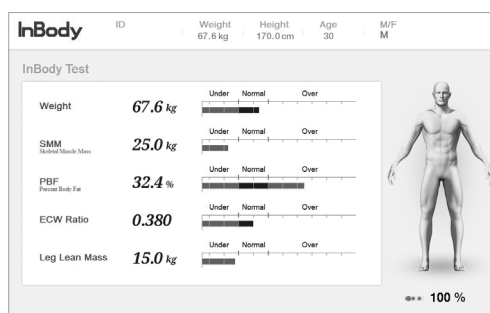 InBody
ID Weight Height Age M/F
67.6 kg 170.0 cm 30 M
InBody Test
Under Normal Over
Weight 67.6 kg
Under Normal Over
SMM 25.0 kg
Skeletal Muscle Mass
Under Normal Over
PBF 32.4 %
Percent Body Fat
Under Normal Over
ECW Ratio 0.380
Under Normal Over
Leg Lean Mass 15.0 kg
100 %